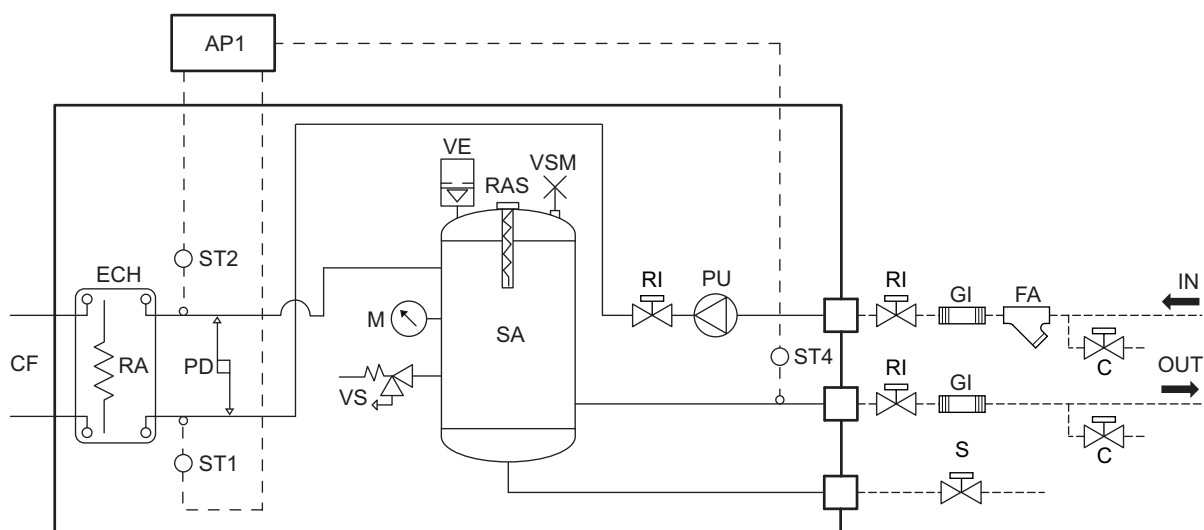 AP1
VE
VSM
RAS
ST2
ECH
RI
PU
RI
GI
FA
IN
M
SA
CF
RA
PD
ST4
RI
GI
C
OUT
VS
ST1
S
C